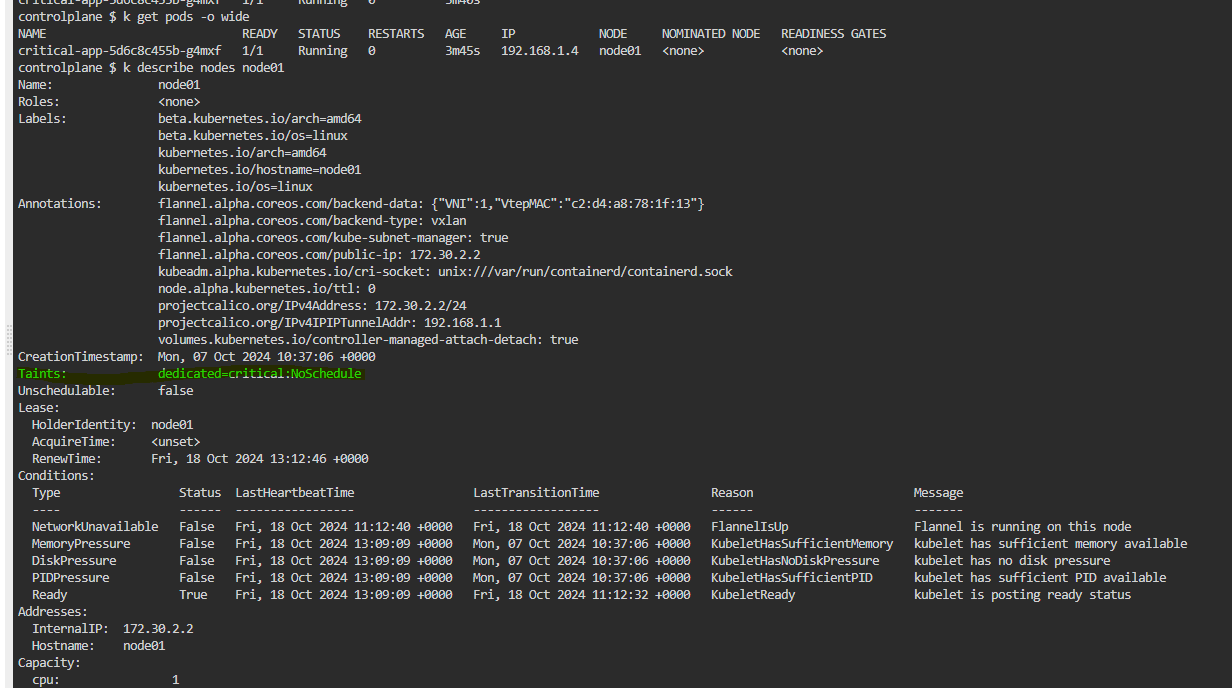 critical-app-5d6c8c455b-g4mxf   1/1     Running   0          3m40s
controlplane $ k get pods -o wide
NAME                            READY   STATUS    RESTARTS   AGE     IP            NODE     NOMINATED NODE   READINESS GATES
critical-app-5d6c8c455b-g4mxf   1/1     Running   0          3m45s   192.168.1.4   node01   <none>           <none>
controlplane $ k describe nodes node01
Name:               node01
Roles:              <none>
Labels:             beta.kubernetes.io/arch=amd64
                    beta.kubernetes.io/os=linux
                    kubernetes.io/arch=amd64
                    kubernetes.io/hostname=node01
                    kubernetes.io/os=linux
Annotations:        flannel.alpha.coreos.com/backend-data: {"VNI":1,"VtepMAC":"c2:d4:a8:78:1f:13"}
                    flannel.alpha.coreos.com/backend-type: vxlan
                    flannel.alpha.coreos.com/kube-subnet-manager: true
                    flannel.alpha.coreos.com/public-ip: 172.30.2.2
                    kubeadm.alpha.kubernetes.io/cri-socket: unix:///var/run/containerd/containerd.sock
                    node.alpha.kubernetes.io/ttl: 0
                    projectcalico.org/IPv4Address: 172.30.2.2/24
                    projectcalico.org/IPv4IPIPTunnelAddr: 192.168.1.1
                    volumes.kubernetes.io/controller-managed-attach-detach: true
CreationTimestamp:  Mon, 07 Oct 2024 10:37:06 +0000
Taints:             dedicated=critical:NoSchedule
Unschedulable:      false
Lease:
  HolderIdentity:  node01
  AcquireTime:     <unset>
  RenewTime:       Fri, 18 Oct 2024 13:12:46 +0000
Conditions:
  Type                 Status  LastHeartbeatTime                 LastTransitionTime                Reason                       Message
  ----                 ------  -----------------                 ------------------                ------                       -------
  NetworkUnavailable   False   Fri, 18 Oct 2024 11:12:40 +0000   Fri, 18 Oct 2024 11:12:40 +0000   FlannelIsUp                  Flannel is running on this node
  MemoryPressure       False   Fri, 18 Oct 2024 13:09:09 +0000   Mon, 07 Oct 2024 10:37:06 +0000   KubeletHasSufficientMemory   kubelet has sufficient memory available
  DiskPressure         False   Fri, 18 Oct 2024 13:09:09 +0000   Mon, 07 Oct 2024 10:37:06 +0000   KubeletHasNoDiskPressure     kubelet has no disk pressure
  PIDPressure          False   Fri, 18 Oct 2024 13:09:09 +0000   Mon, 07 Oct 2024 10:37:06 +0000   KubeletHasSufficientPID      kubelet has sufficient PID available
  Ready                True    Fri, 18 Oct 2024 13:09:09 +0000   Fri, 18 Oct 2024 11:12:32 +0000   KubeletReady                 kubelet is posting ready status
Addresses:
  InternalIP:  172.30.2.2
  Hostname:    node01
Capacity:
  cpu:                1